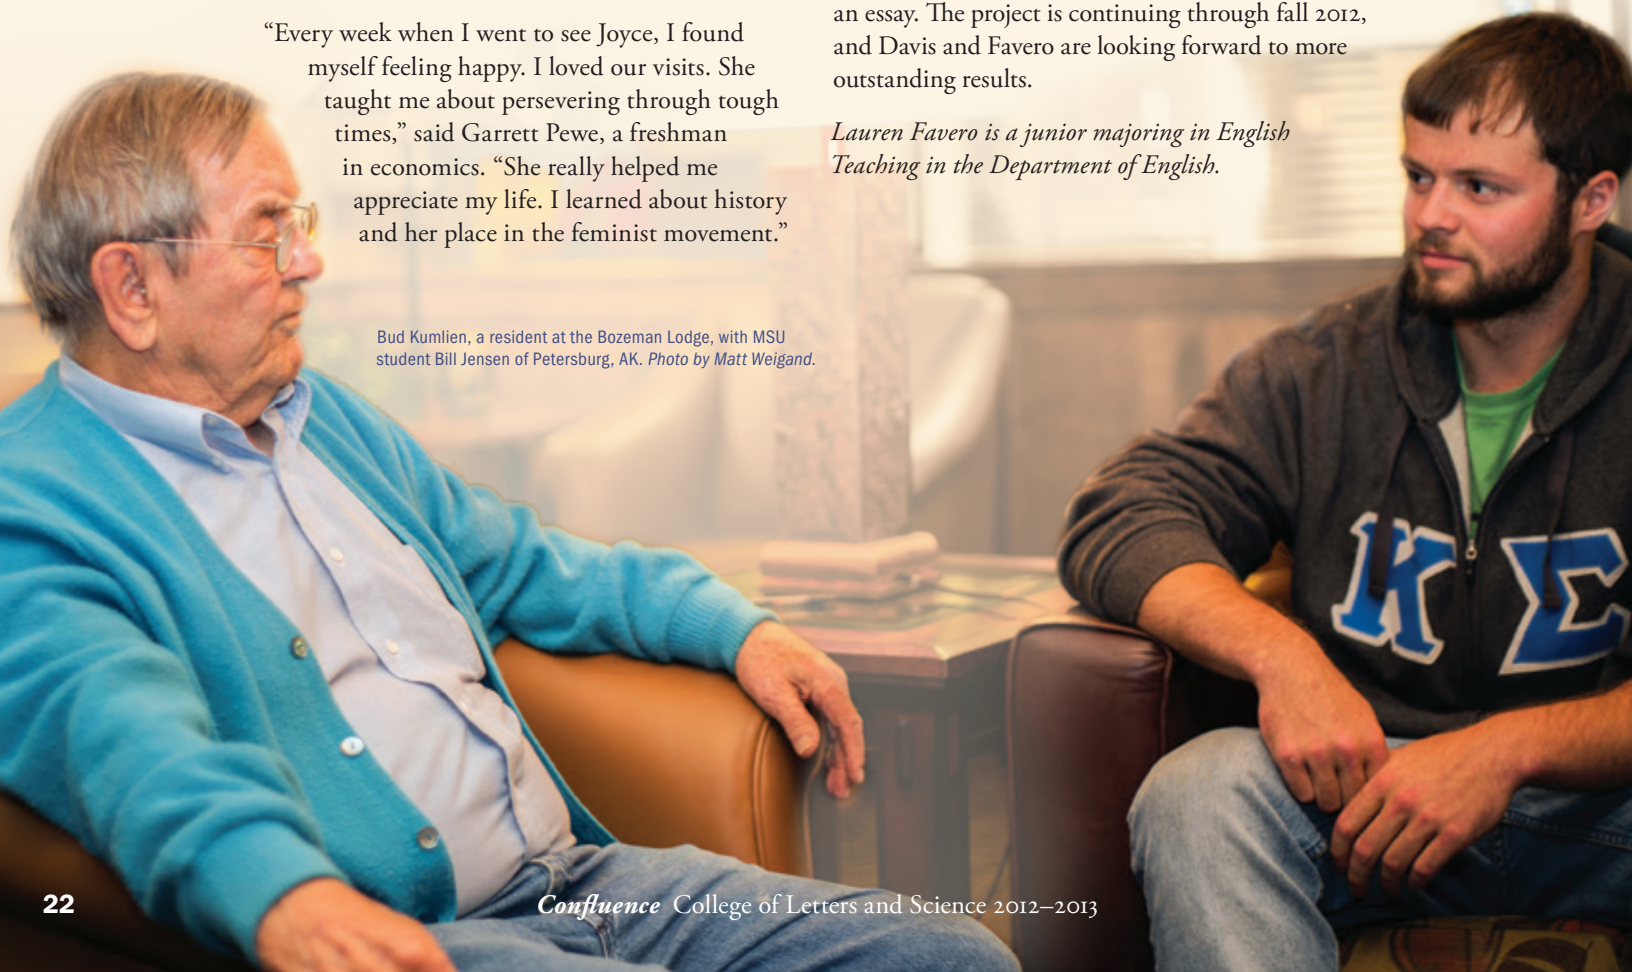 “Every week when I went to see Joyce, I found
myself feeling happy. I loved our visits. She
taught me about persevering through tough
times,” said Garrett Pewe, a freshman
in economics. “She really helped me
appreciate my life. I learned about history
and her place in the feminist movement.”
an essay. The project is continuing through fall 2012,
and Davis and Favero are looking forward to more
outstanding results.
Lauren Favero is a junior majoring in English
Teaching in the Department of English.
Bud Kumlien, a resident at the Bozeman Lodge, with MSU
student Bill Jensen of Petersburg, AK. Photo by Matt Weigand.
ΚΣ
22
Confluence College of Letters and Science 2012–2013